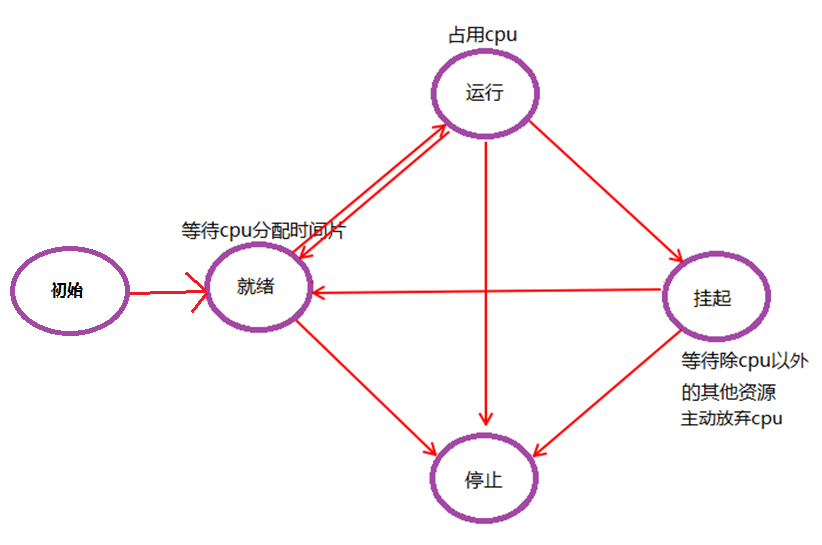 占用cpu
运行
等待cpu分配时间片
初始
就绪
挂起
等待除cpu以外
的其他资源
主动放弃cpu
停止